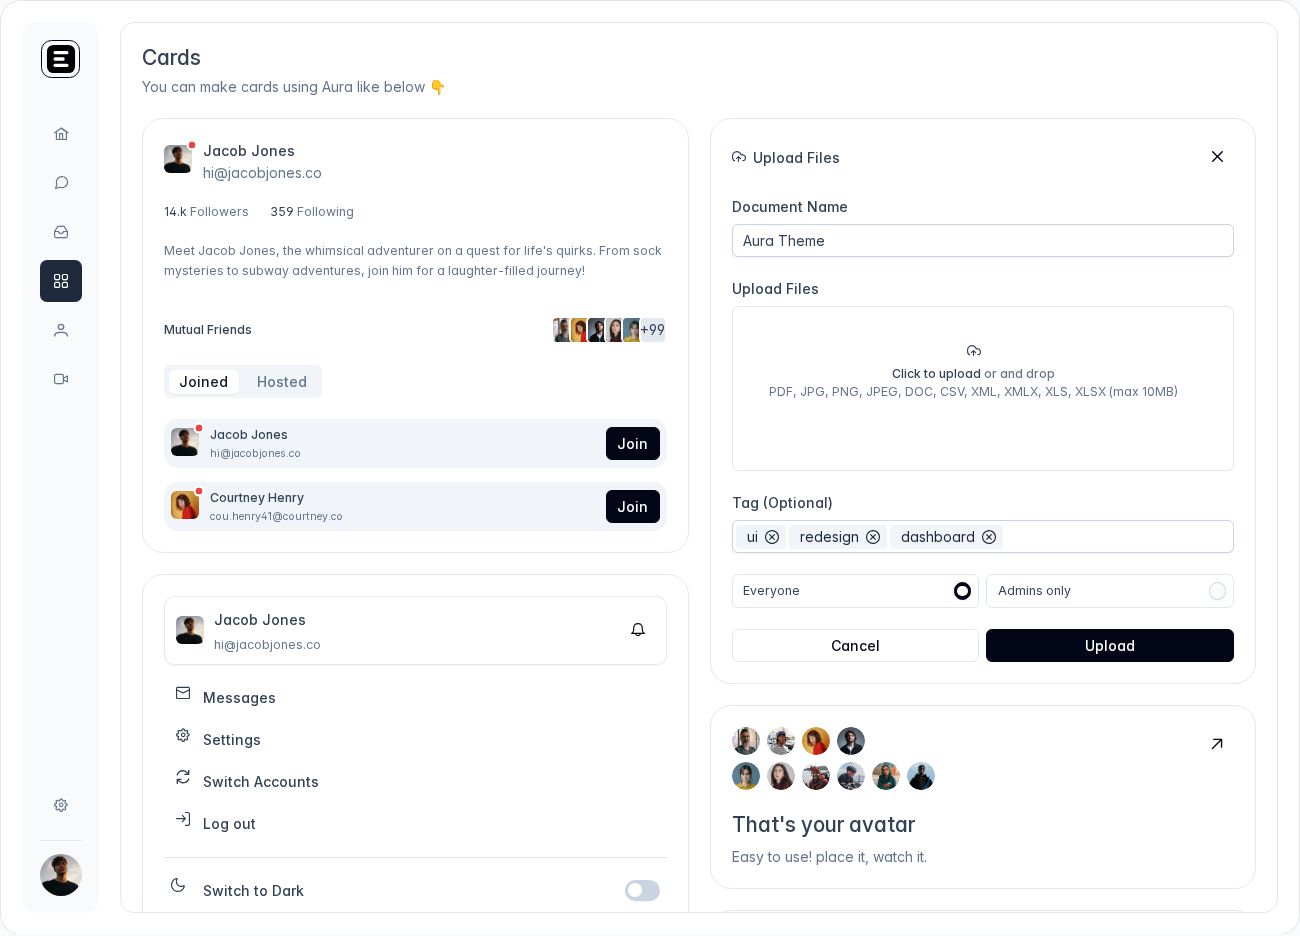 Cards
You can make cards using Aura like below 👇
Jacob Jones
hi@jacobjones.co
14.k Followers 359 Following
Meet Jacob Jones, the whimsical adventurer on a quest for life's quirks. From sock
mysteries to subway adventures, join him for a laughter-filled journey!
Mutual Friends
+99
Joined Hosted
Jacob Jones
hi@jacobjones.co
Join
Courtney Henry
cou.henry41@courtney.co
Join
Jacob Jones
hi@jacobjones.co
Messages
Settings
Switch Accounts
Log out
Switch to Dark
Upload Files
Document Name
Aura Theme
Upload Files
Click to upload or and drop
PDF, JPG, PNG, JPEG, DOC, CSV, XML, XMLX, XLS, XLSX (max 10MB)
Tag (Optional)
ui redesign dashboard
Everyone Admins only
Cancel Upload
That's your avatar
Easy to use! place it, watch it.